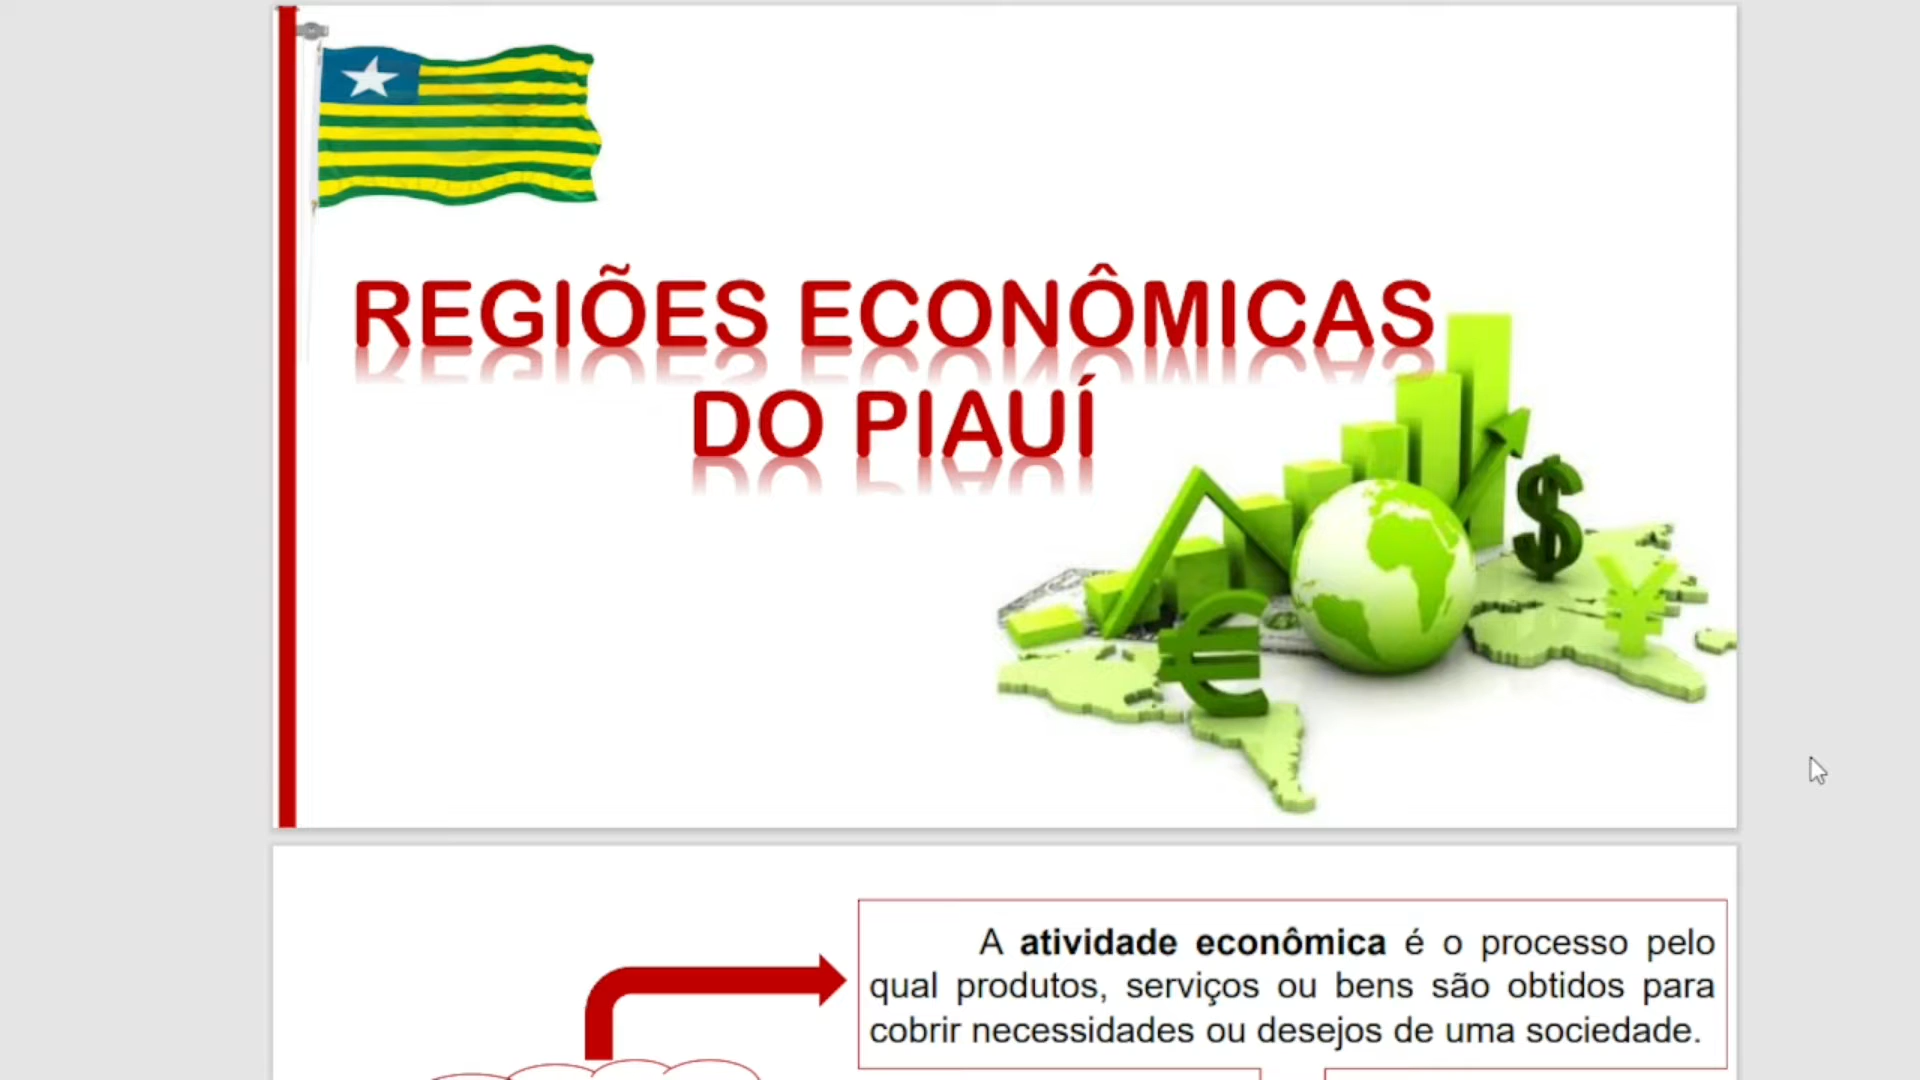 REGIÕES ECONÔMICAS
DO PIAUÍ
$
¥
€
A atividade econômica é o processo pelo
qual produtos, serviços ou bens são obtidos para
cobrir necessidades ou desejos de uma sociedade.